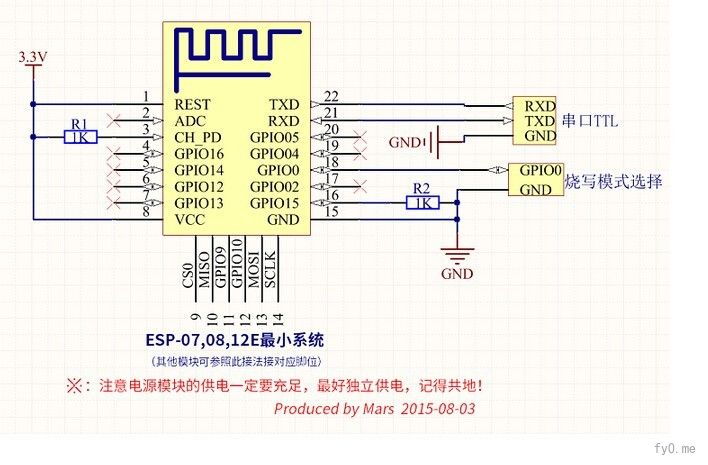 3.3V
R1
1K
1 REST TXD 22
2 ADC RXD 21
3 CH_PD GPIO05 20
4 GPIO16 GPIO04 19
5 GPIO14 GPIO0 18
6 GPIO12 GPIO02 17
7 GPIO13 GPIO15 16
8 VCC GND 15
RXD
TXD
GND
串口TTL
GND
GPIO0
GND
烧写模式选择
R2
1K
GND
CS0
MISO
GPIO9
GPIO10
MOSI
SCLK
9
10
11
12
13
14
ESP-07,08,12E最小系统
(其他模块可参照此接法接对应脚位)
※：注意电源模块的供电一定要充足，最好独立供电，记得共地!
Produced by Mars 2015-08-03
fy0.me